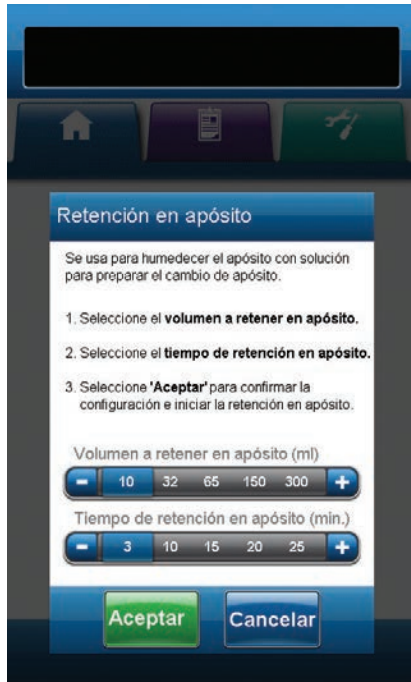 Retención en apósito
Se usa para humedecer el apósito con solución
para preparar el cambio de apósito.
1. Seleccione el volumen a retener en apósito.
2. Seleccione el tiempo de retención en apósito.
3. Seleccione 'Aceptar' para confirmar la
configuración e iniciar la retención en apósito.
Volumen a retener en apósito (ml)
- 10 32 65 150 300 +
Tiempo de retención en apósito (min.)
- 3 10 15 20 25 +
Aceptar Cancelar